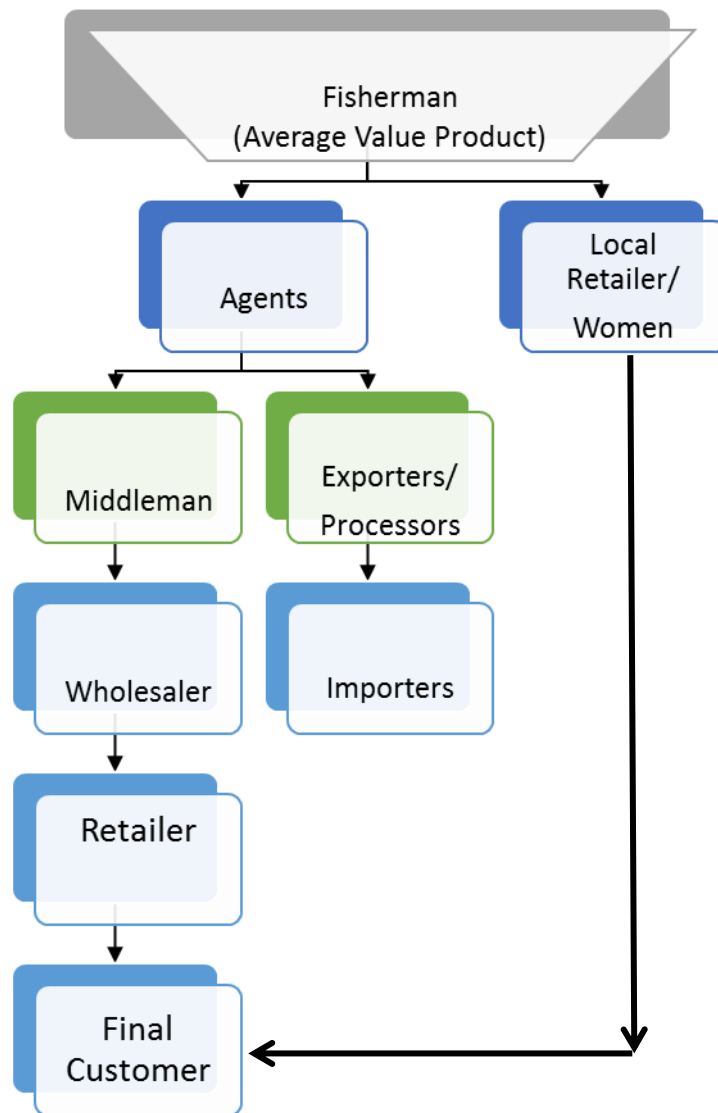 Fisherman
(Average Value Product)
Agents
Local
Retailer/
Women
Middleman
Exporters/
Processors
Wholesaler
Importers
Retailer
Final
Customer